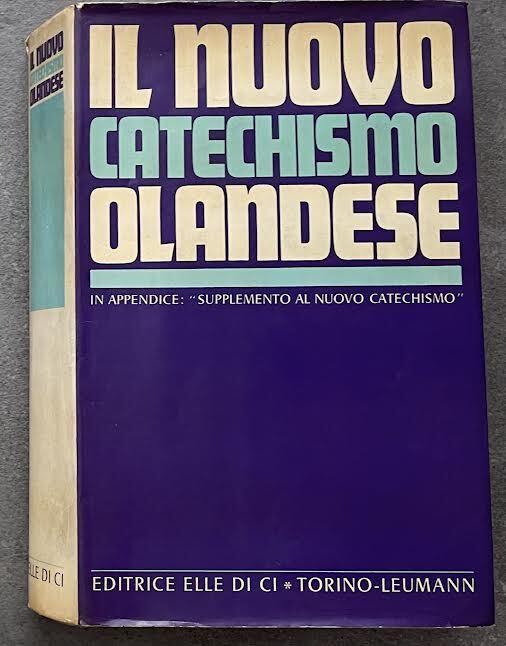 IL NUOVO
CATECHISMO
OLANDESE
IL NUOVO
CATECHISMO
OLANDESE
IN APPENDICE: "SUPPLEMENTO AL NUOVO CATECHISMO"
ELLE DI CI
EDITRICE ELLE DI CI * TORINO-LEUMANN